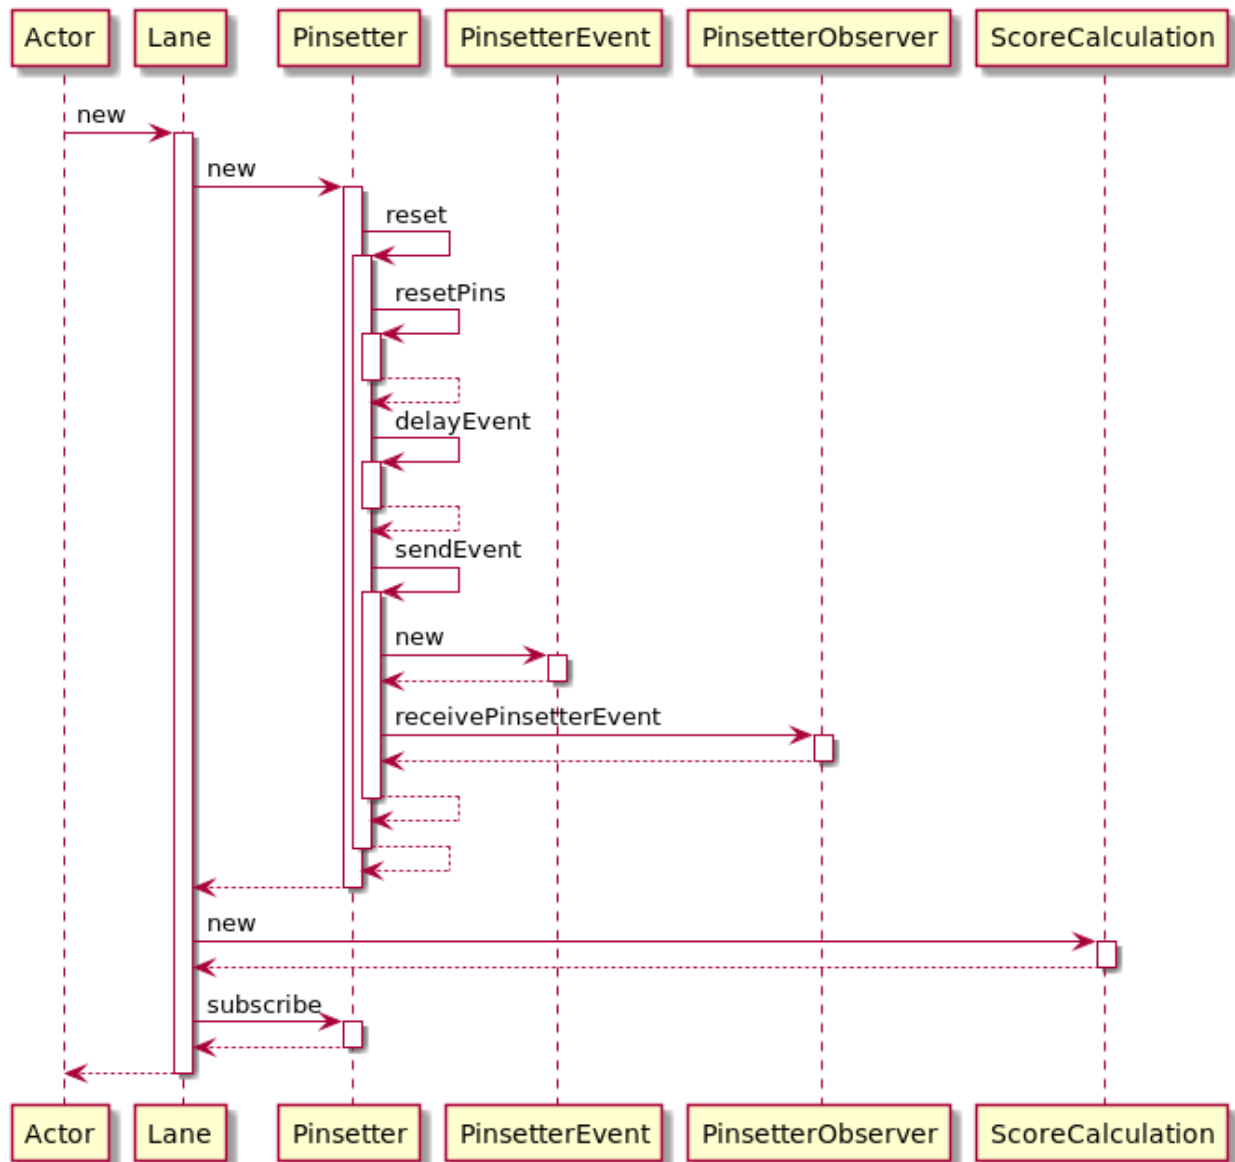 Actor Lane Pinsetter PinsetterEvent PinsetterObserver ScoreCalculation
new
new
reset
resetPins
delayEvent
sendEvent
new
receivePinsetterEvent
new
subscribe
Actor Lane Pinsetter PinsetterEvent PinsetterObserver ScoreCalculation